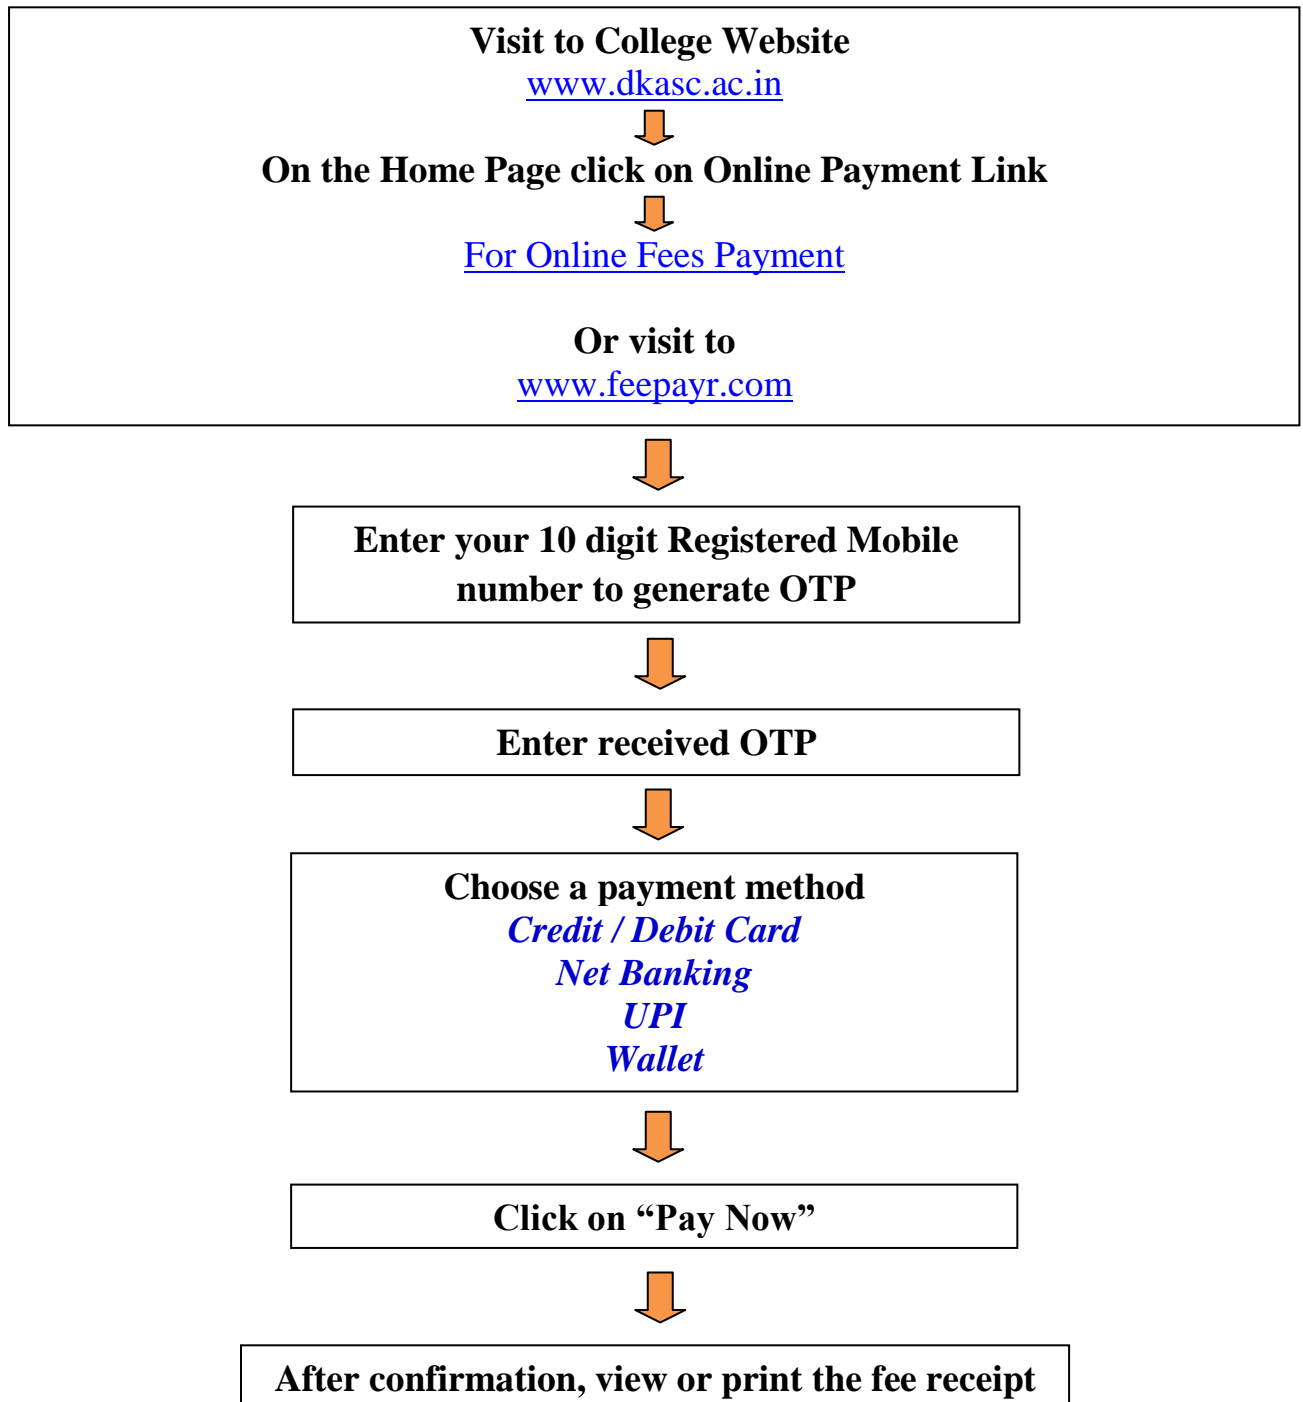 Visit to College Website
www.dkasc.ac.in
On the Home Page click on Online Payment Link
For Online Fees Payment
Or visit to
www.feepayr.com
Enter your 10 digit Registered Mobile
number to generate OTP
Enter received OTP
Choose a payment method
Credit / Debit Card
Net Banking
UPI
Wallet
Click on “Pay Now”
After confirmation, view or print the fee receipt